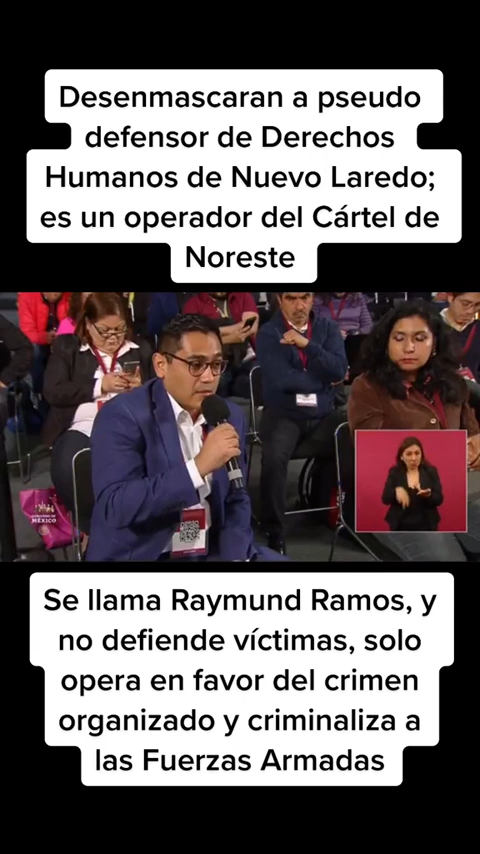 Desenmascaran a pseudo
defensor de Derechos
Humanos de Nuevo Laredo;
es un operador del Cártel de
Noreste
MÉXICO
Se llama Raymund Ramos, y
no defiende víctimas, solo
opera en favor del crimen
organizado y criminaliza a
las Fuerzas Armadas